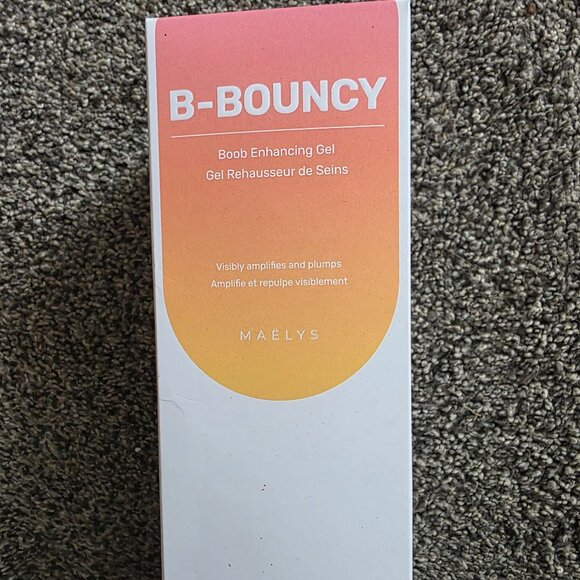 B-BOUNCY
Boob Enhancing Gel
Gel Rehausseur de Seins
Visibly amplifies and plumps
Amplifie et repulpe visiblement
MAËLYS